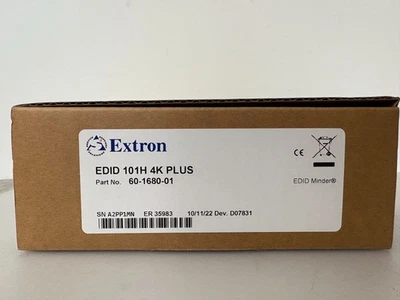 Extron
EDID 101H 4K PLUS
Part No. 60-1680-01
EDID Minder®
SN A2PP1MN ER 35983 10/11/22 Dev. D07831